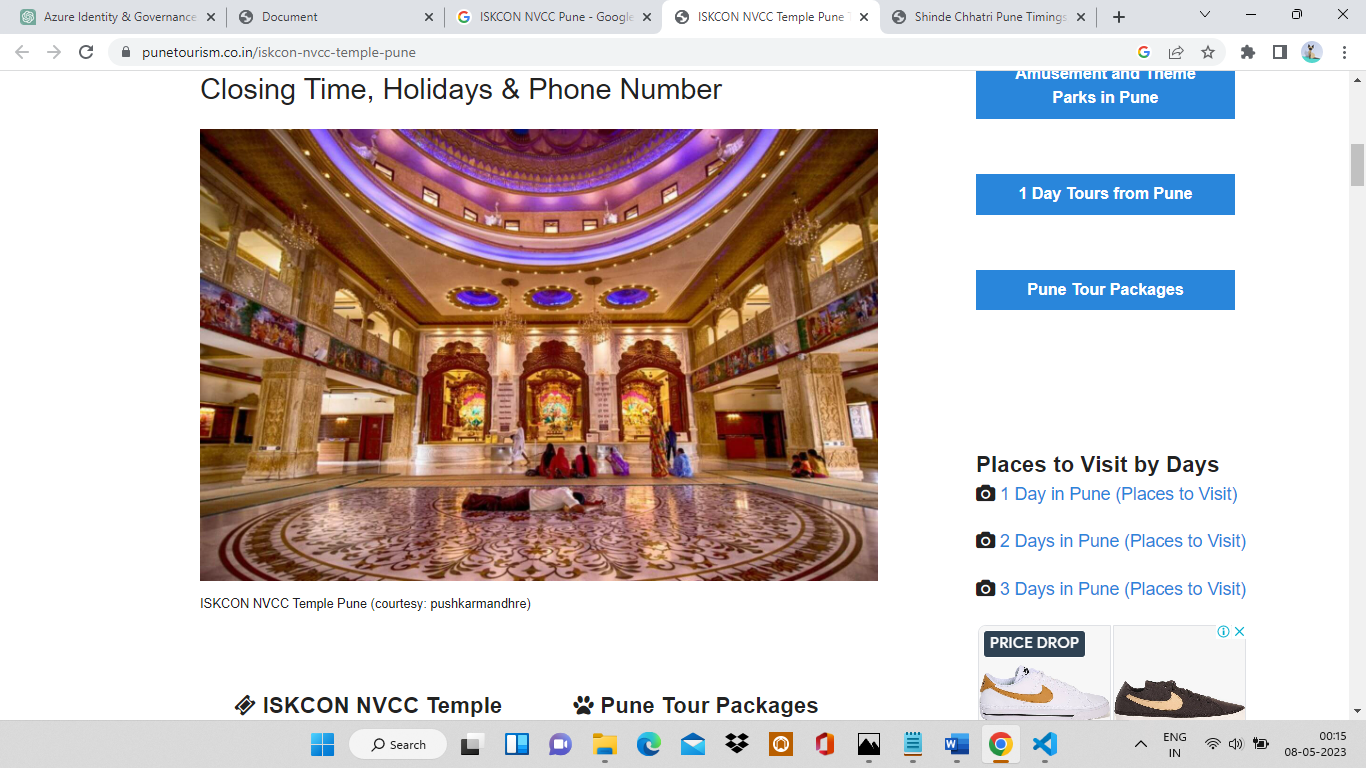 Azure Identity & Governance
Document
ISKCON NVCC Pune - Google
ISKCON NVCC Temple Pune T
Shinde Chhatri Pune Timings
punetourism.co.in/iskcon-nvcc-temple-pune
Closing Time, Holidays & Phone Number
ISKCON NVCC Temple Pune (courtesy: pushkarmandhre)
ISKCON NVCC Temple
Pune Tour Packages
Amusement and Theme
Parks in Pune
1 Day Tours from Pune
Pune Tour Packages
Places to Visit by Days
1 Day in Pune (Places to Visit)
2 Days in Pune (Places to Visit)
3 Days in Pune (Places to Visit)
PRICE DROP
Search
ENG
IN
00:15
08-05-2023